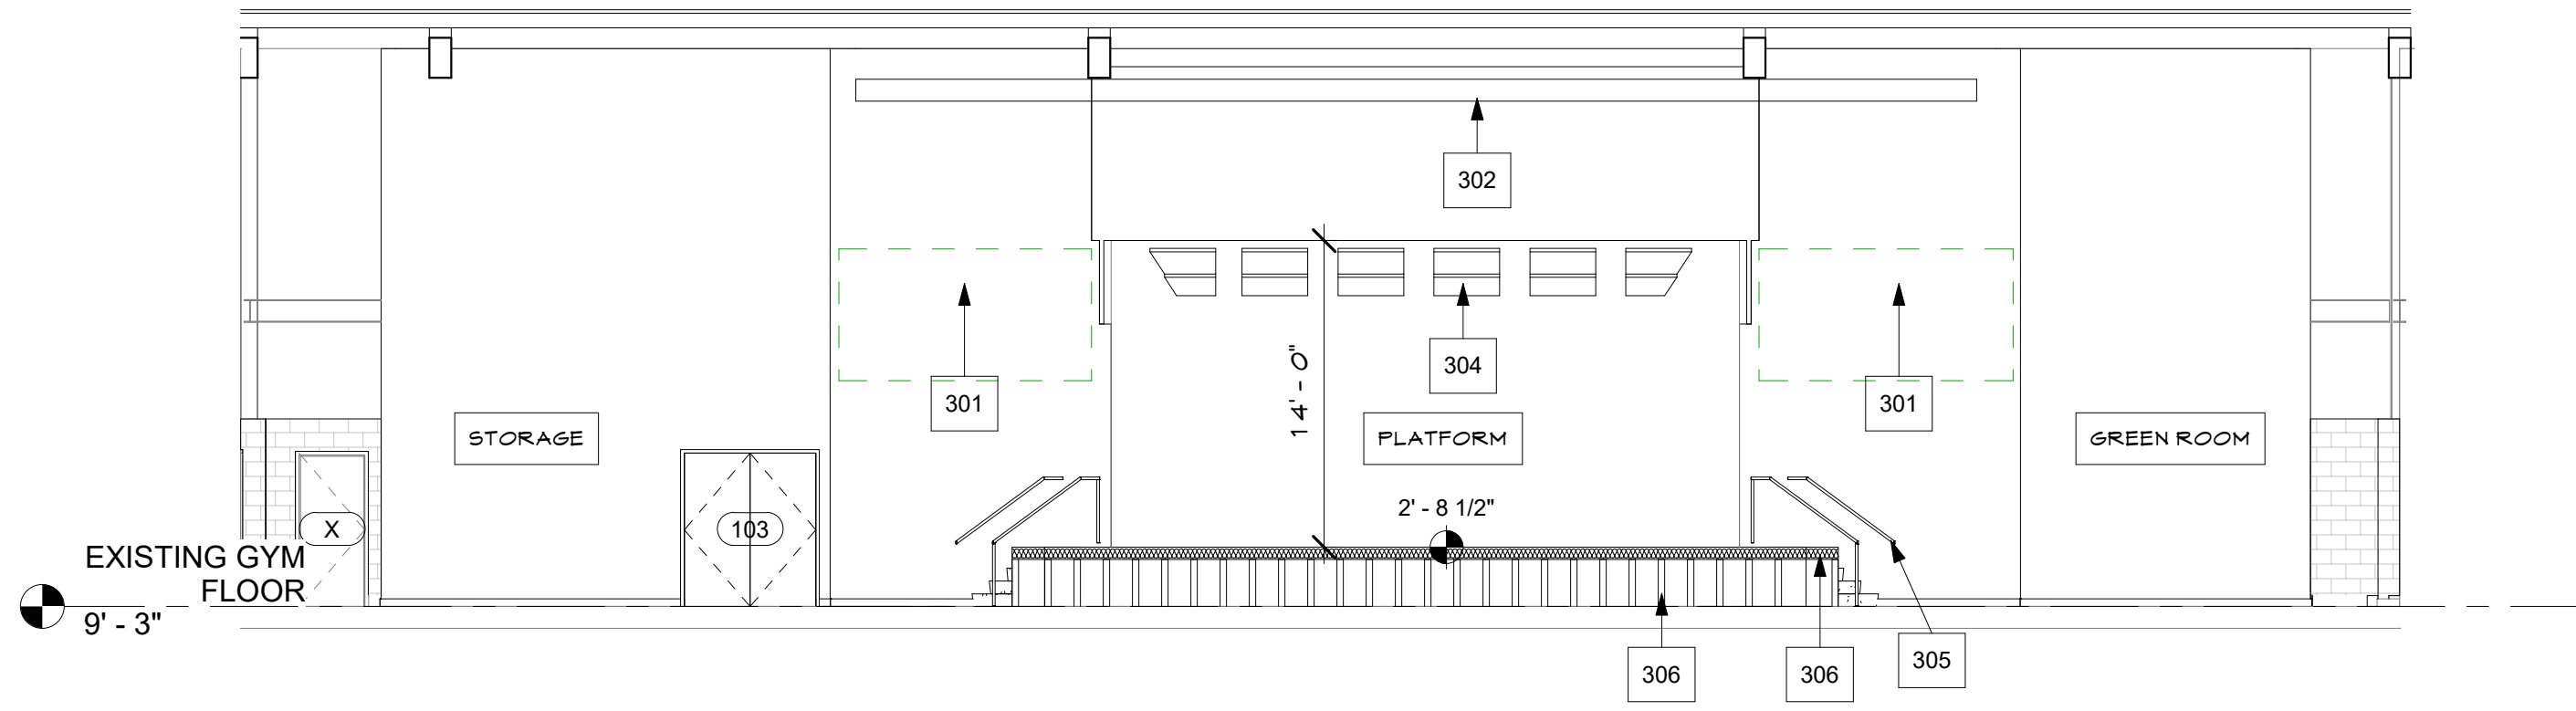 302
304
301
301
14' - 0"
STORAGE
PLATFORM
GREEN ROOM
2' - 8 1/2"
X
103
EXISTING GYM
FLOOR
9' - 3"
306
306
305